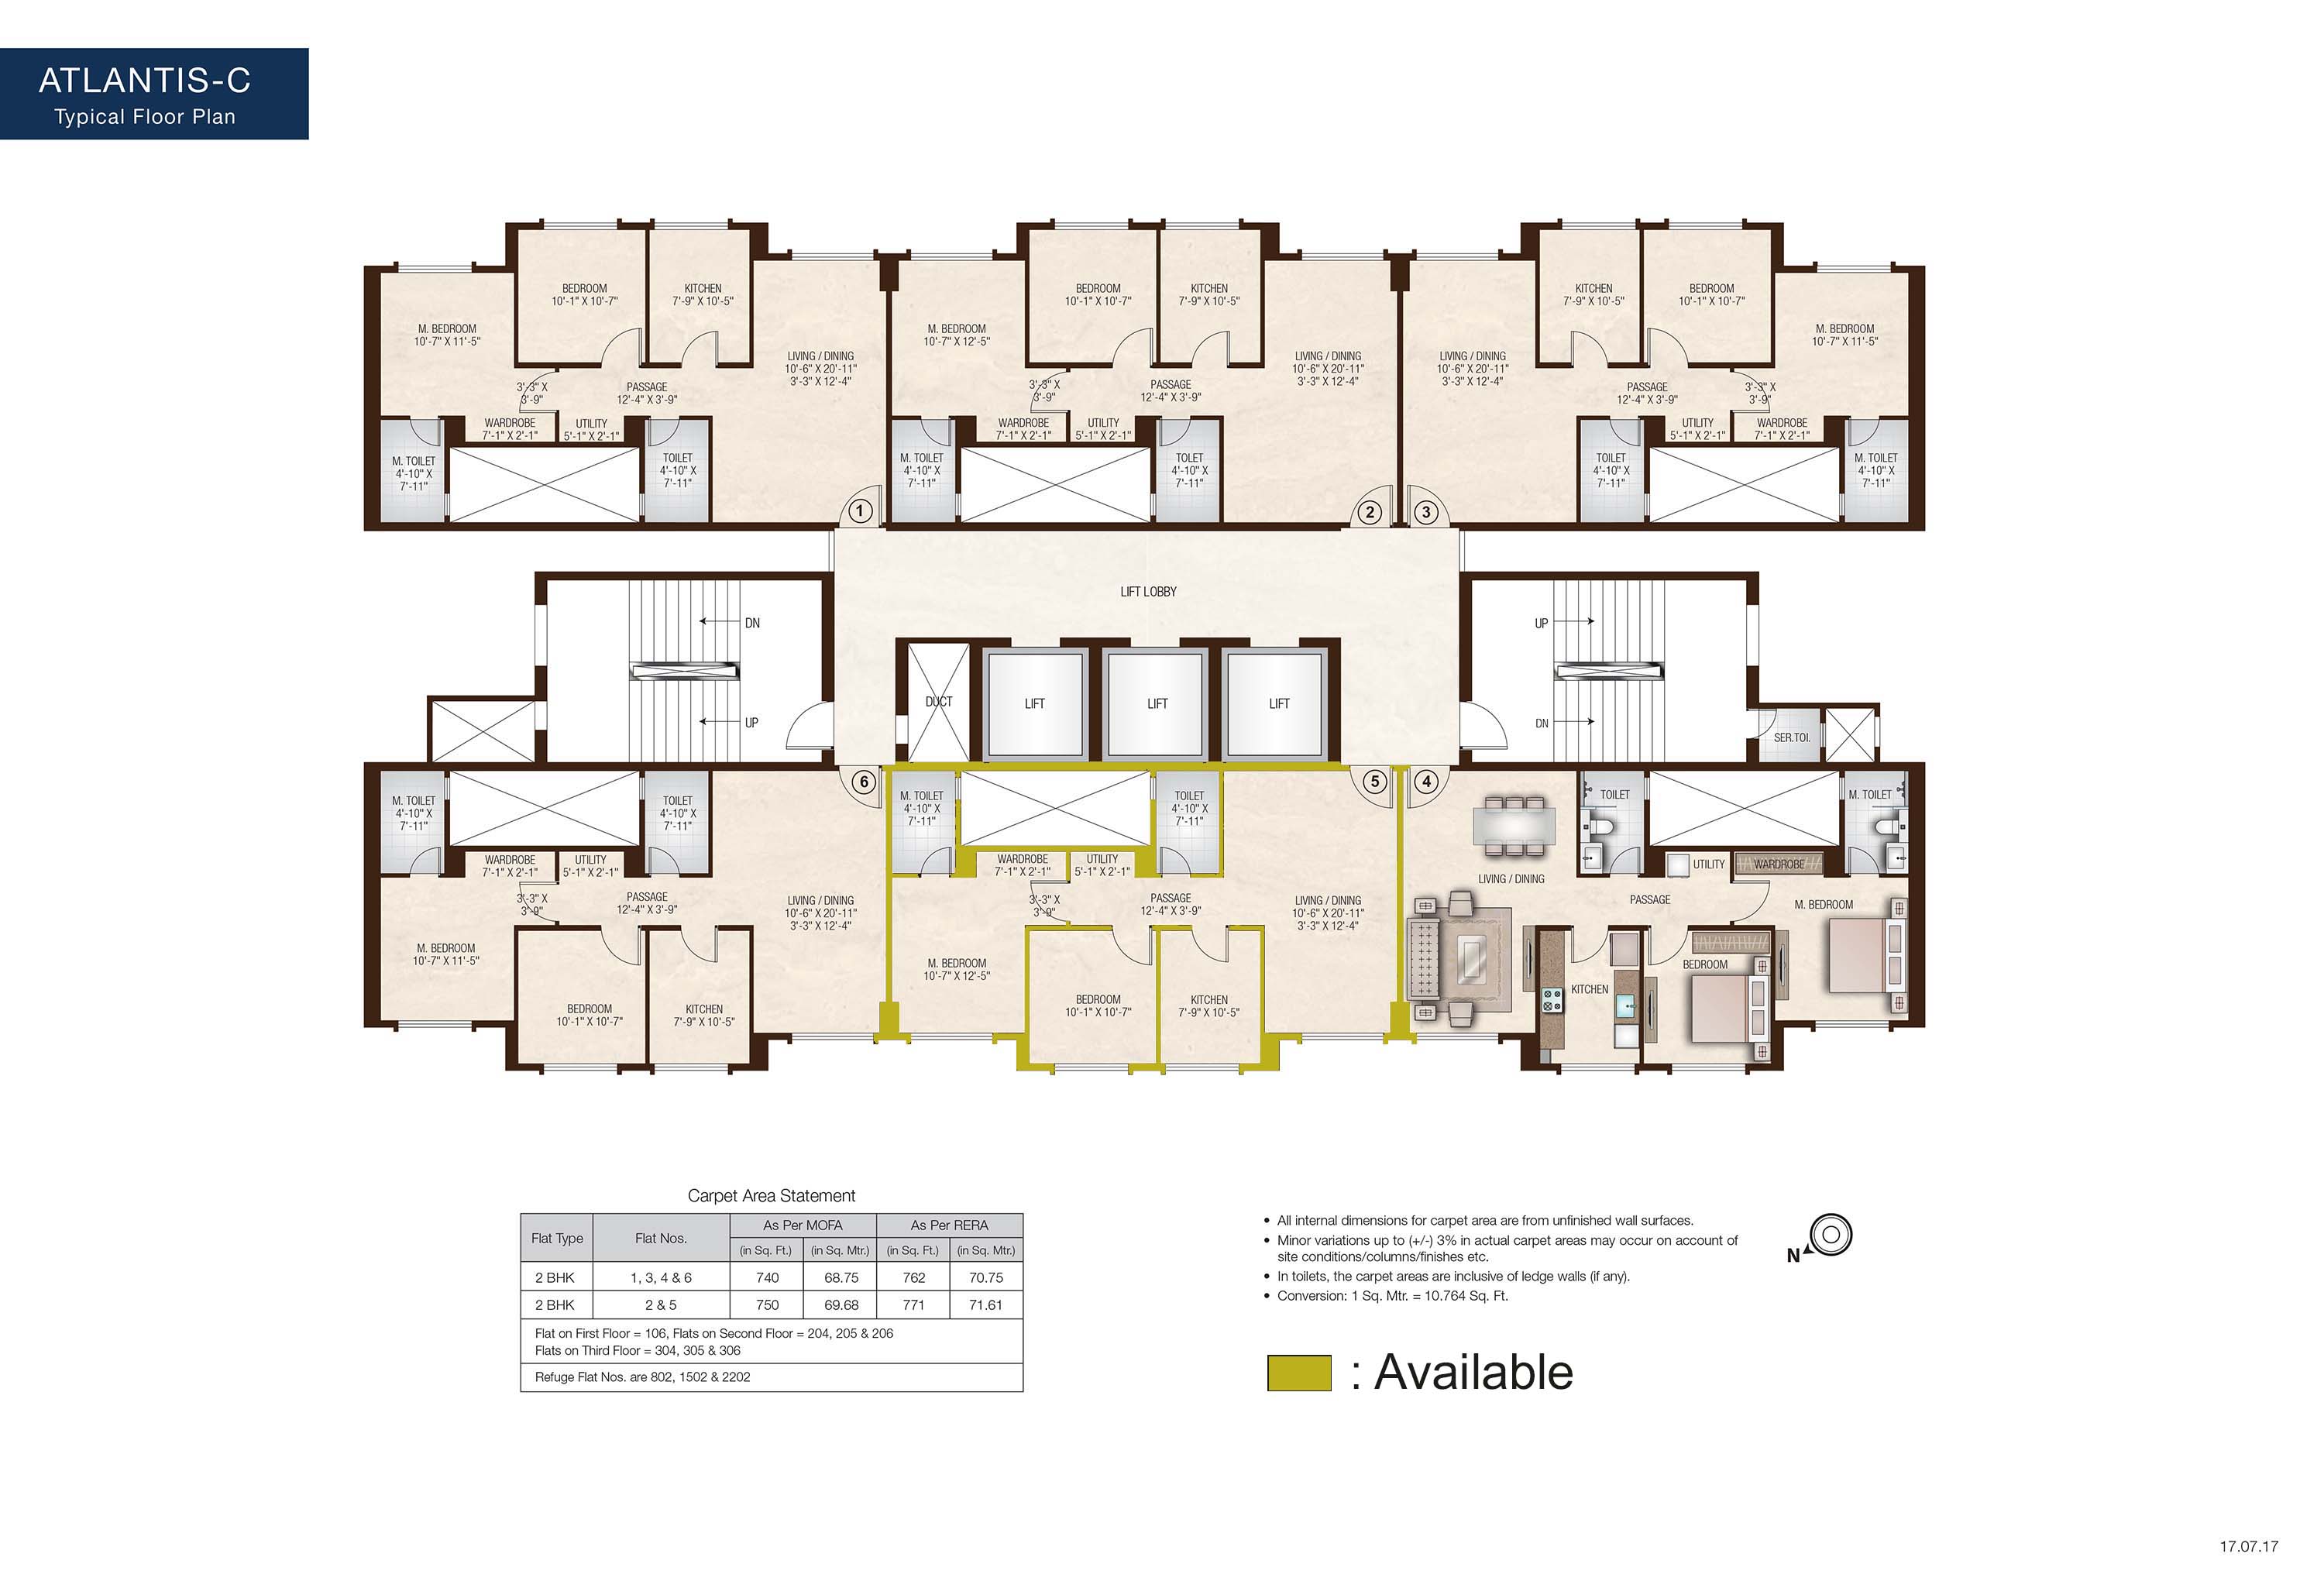 ATLANTIS-C
Typical Floor Plan
BEDROOM
10'-1" X 10'-7"
KITCHEN
7'-9" X 10'-5"
M. BEDROOM
10'-7" X 11'-5"
LIVING / DINING
10'-6" X 20'-11"
3'-3" X 12'-4"
3'-3" X
3'-9"
PASSAGE
12'-4" X 3'-9"
WARDROBE
7'-1" X 2'-1"
UTILITY
5'-1" X 2'-1"
M. TOILET
4'-10" X
7'-11"
TOILET
4'-10" X
7'-11"
1
BEDROOM
10'-1" X 10'-7"
KITCHEN
7'-9" X 10'-5"
M. BEDROOM
10'-7" X 12'-5"
LIVING / DINING
10'-6" X 20'-11"
3'-3" X 12'-4"
3'-3" X
3'-9"
PASSAGE
12'-4" X 3'-9"
WARDROBE
7'-1" X 2'-1"
UTILITY
5'-1" X 2'-1"
M. TOILET
4'-10" X
7'-11"
TOILET
4'-10" X
7'-11"
2
KITCHEN
7'-9" X 10'-5"
BEDROOM
10'-1" X 10'-7"
M. BEDROOM
10'-7" X 11'-5"
LIVING / DINING
10'-6" X 20'-11"
3'-3" X 12'-4"
PASSAGE
12'-4" X 3'-9"
3'-3" X
3'-9"
UTILITY
5'-1" X 2'-1"
WARDROBE
7'-1" X 2'-1"
TOILET
4'-10" X
7'-11"
M. TOILET
4'-10" X
7'-11"
3
LIFT LOBBY
DN
UP
UP
DN
DUCT
LIFT
LIFT
LIFT
SER.TOI.
6
M. TOILET
4'-10" X
7'-11"
TOILET
4'-10" X
7'-11"
WARDROBE
7'-1" X 2'-1"
UTILITY
5'-1" X 2'-1"
3'-3" X
3'-9"
PASSAGE
12'-4" X 3'-9"
LIVING / DINING
10'-6" X 20'-11"
3'-3" X 12'-4"
M. BEDROOM
10'-7" X 11'-5"
BEDROOM
10'-1" X 10'-7"
KITCHEN
7'-9" X 10'-5"
5
M. TOILET
4'-10" X
7'-11"
TOILET
4'-10" X
7'-11"
WARDROBE
7'-1" X 2'-1"
UTILITY
5'-1" X 2'-1"
3'-3" X
3'-9"
PASSAGE
12'-4" X 3'-9"
LIVING / DINING
10'-6" X 20'-11"
3'-3" X 12'-4"
M. BEDROOM
10'-7" X 12'-5"
BEDROOM
10'-1" X 10'-7"
KITCHEN
7'-9" X 10'-5"
4
TOILET
M. TOILET
UTILITY
WARDROBE
LIVING / DINING
PASSAGE
M. BEDROOM
BEDROOM
KITCHEN
Carpet Area Statement
Flat Type Flat Nos. As Per MOFA As Per RERA
(in Sq. Ft.) (in Sq. Mtr.) (in Sq. Ft.) (in Sq. Mtr.)
2 BHK 1, 3, 4 & 6 740 68.75 762 70.75
2 BHK 2 & 5 750 69.68 771 71.61
Flat on First Floor = 106, Flats on Second Floor = 204, 205 & 206
Flats on Third Floor = 304, 305 & 306
Refuge Flat Nos. are 802, 1502 & 2202
• All internal dimensions for carpet area are from unfinished wall surfaces.
• Minor variations up to (+/-) 3% in actual carpet areas may occur on account of
site conditions/columns/finishes etc.
• In toilets, the carpet areas are inclusive of ledge walls (if any).
• Conversion: 1 Sq. Mtr. = 10.764 Sq. Ft.
N
: Available
17.07.17